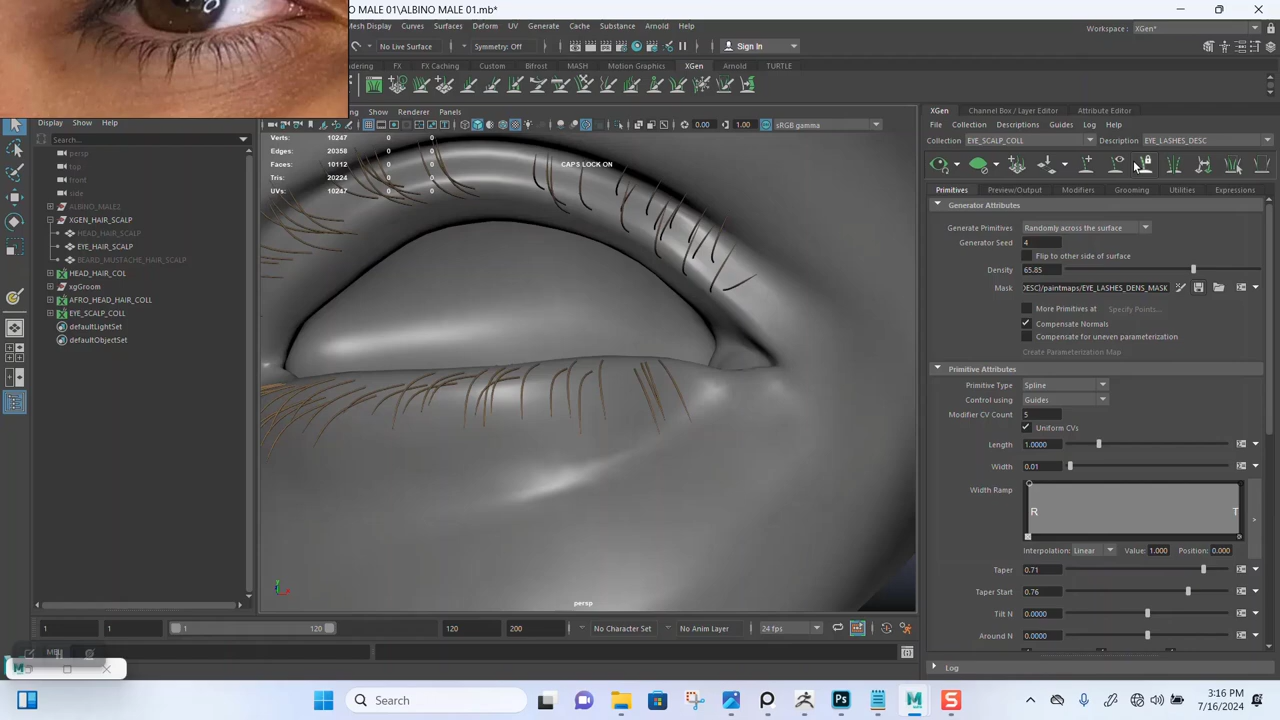 O MALE 01\ALBINO MALE 01.mb*
Display Curves Surfaces Deform UV Generate Cache Substance Arnold Help
Workspace : XGen*
No Live Surface Symmetry: Off Sign In
dering FX FX Caching Custom Bifrost MASH Motion Graphics XGen Arnold TURTLE
Show Renderer Panels
XGen Channel Box / Layer Editor Attribute Editor
Display Show Help
0.00 1.00 sRGB gamma
File Collection Descriptions Guides Log Help
Search...
Collection EYE_SCALP_COLL Description EYE_LASHES_DESC
Verts: 10247 0 0
Edges: 20358 0 0
Faces: 10112 0 0
Tris: 20224 0 0
UVs: 10247 0 0
CAPS LOCK ON
persp
top
front
side
ALBINO_MALE2
XGEN_HAIR_SCALP
HEAD_HAIR_SCALP
EYE_HAIR_SCALP
BEARD_MUSTACHE_HAIR_SCALP
HEAD_HAIR_COL
xgGroom
AFRO_HEAD_HAIR_COLL
EYE_SCALP_COLL
defaultLightSet
defaultObjectSet
Primitives Preview/Output Modifiers Grooming Utilities Expressions
Generator Attributes
Generate Primitives Randomly across the surface
Generator Seed 4
Flip to other side of surface
Density 65.85
Mask DESC}/paintmaps/EYE_LASHES_DENS_MASK
More Primitives at Specify Points...
Compensate Normals
Compensate for uneven parameterization
Create Parameterization Map
Primitive Attributes
Primitive Type Spline
Control using Guides
Modifier CV Count 5
Uniform CVs
Length 1.0000
Width 0.01
Width Ramp R T
Interpolation: Linear Value: 1.000 Position: 0.000
Taper 0.71
Taper Start 0.76
Tilt N 0.0000
Around N 0.0000
Log
persp
1 1 1 120 120 200 No Character Set No Anim Layer 24 fps
MEL
Search
3:16 PM
7/16/2024